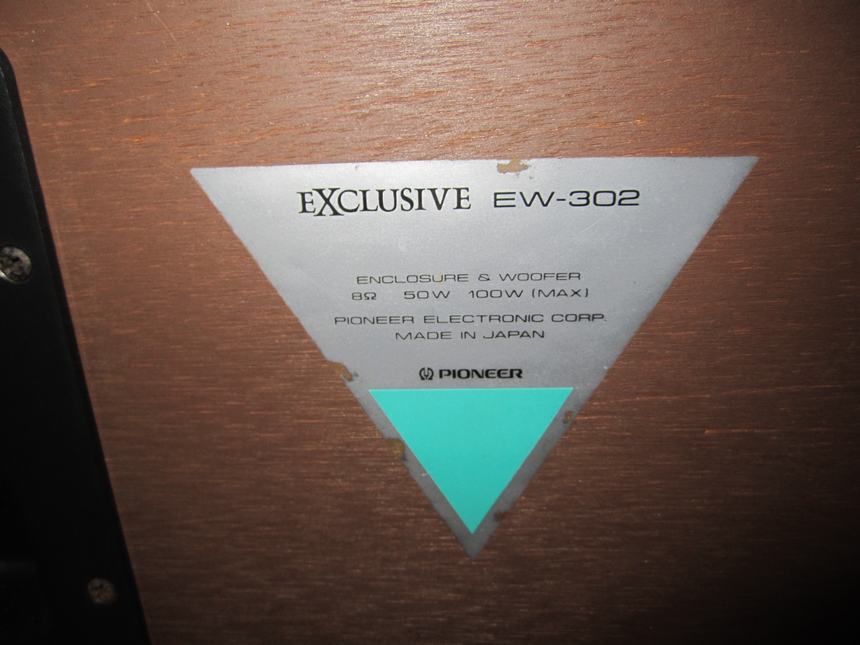 EXCLUSIVE EW-302
ENCLOSURE & WOOFER
8Ω 50W 100W (MAX)
PIONEER ELECTRONIC CORP.
MADE IN JAPAN
PIONEER